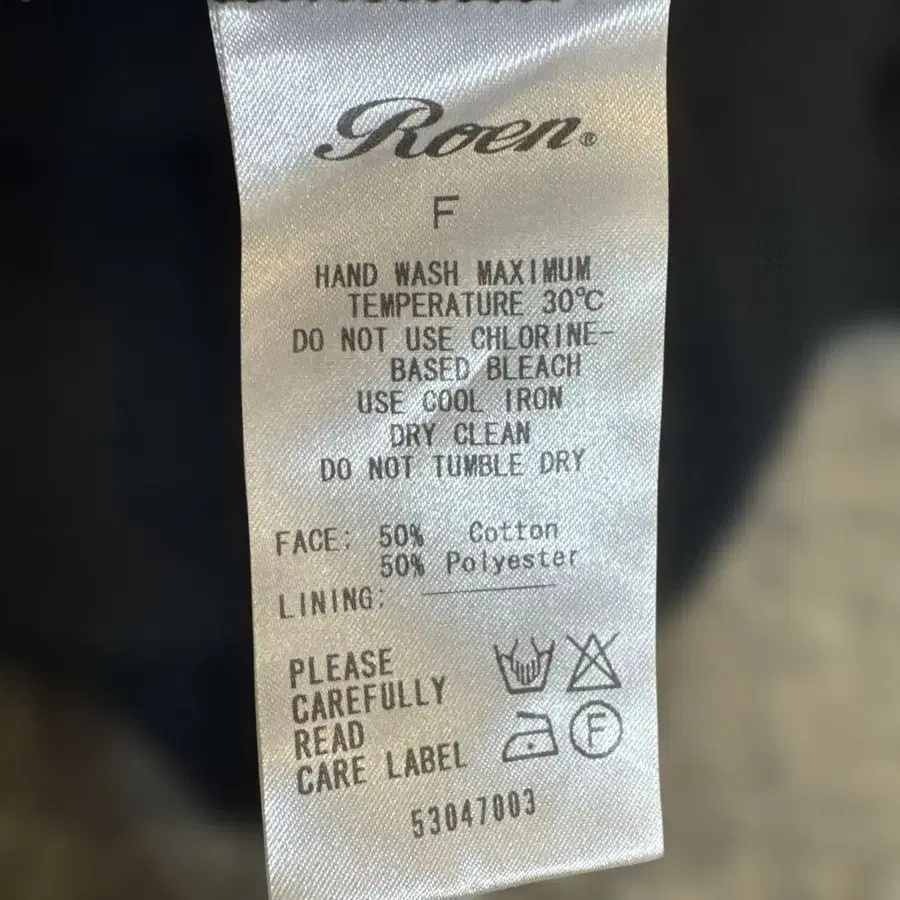 Roen®
F
HAND WASH MAXIMUM
TEMPERATURE 30℃
DO NOT USE CHLORINE-
BASED BLEACH
USE COOL IRON
DRY CLEAN
DO NOT TUMBLE DRY
FACE: 50% Cotton
50% Polyester
LINING:
PLEASE
CAREFULLY
READ
CARE LABEL
F
53047003